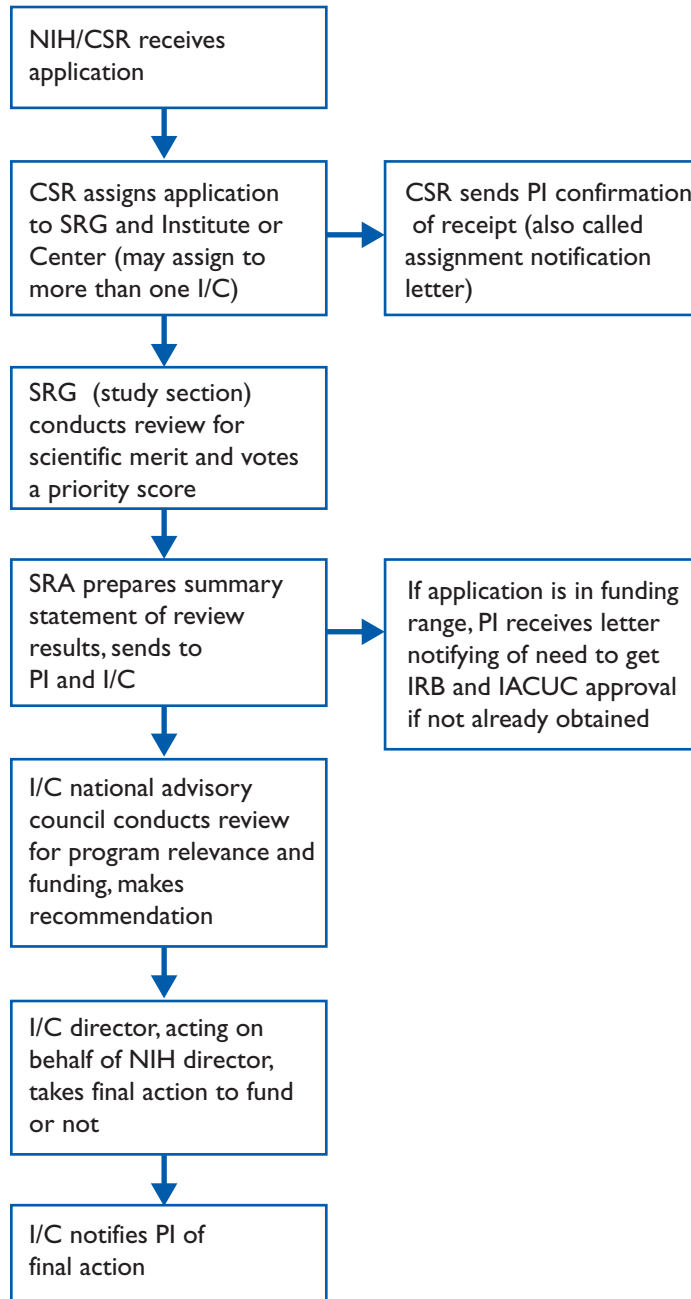 NIH/CSR receives
application
CSR assigns application
to SRG and Institute or
Center (may assign to
more than one I/C)
CSR sends PI confirmation
of receipt (also called
assignment notification
letter)
SRG (study section)
conducts review for
scientific merit and votes
a priority score
SRA prepares summary
statement of review
results, sends to
PI and I/C
If application is in funding
range, PI receives letter
notifying of need to get
IRB and IACUC approval
if not already obtained
I/C national advisory
council conducts review
for program relevance and
funding, makes
recommendation
I/C director, acting on
behalf of NIH director,
takes final action to fund
or not
I/C notifies PI of
final action